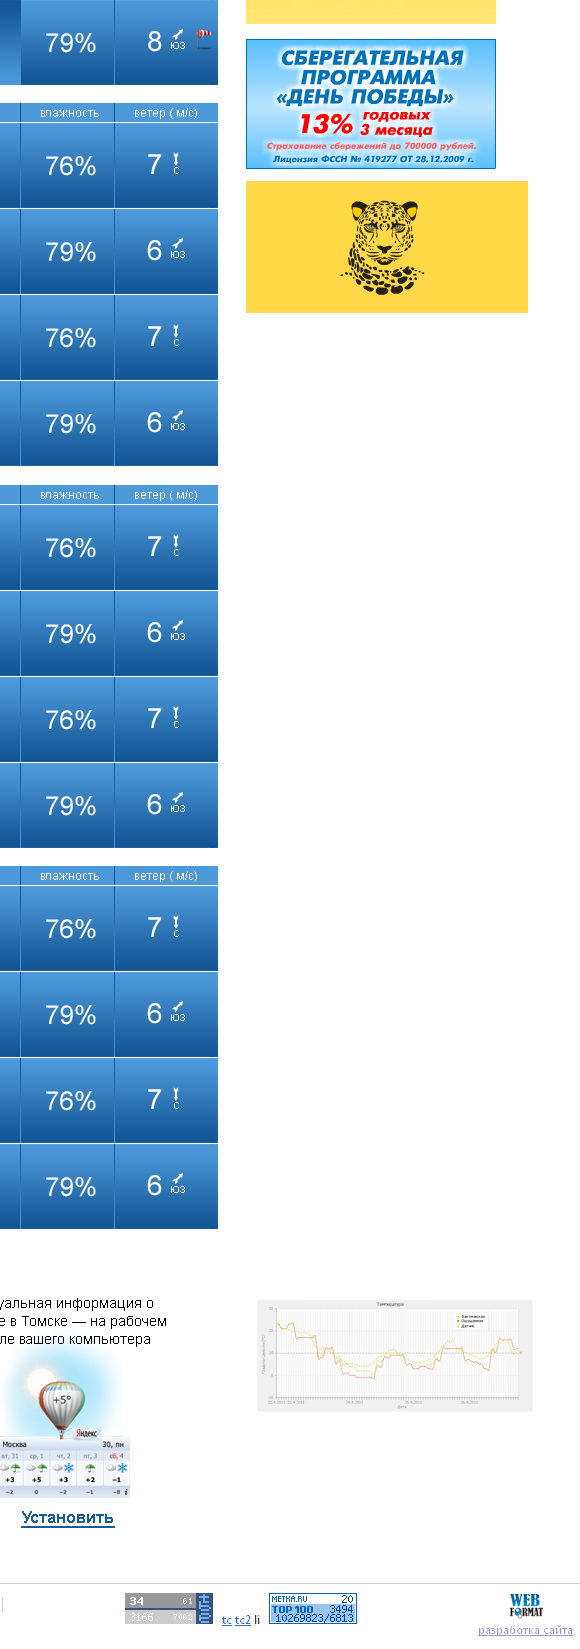 79% 8 ЮЗ
СБЕРЕГАТЕЛЬНАЯ
ПРОГРАММА
«ДЕНЬ ПОБЕДЫ»
13% годовых
3 месяца
Страхование сбережений до 700000 рублей.
Лицензия ФССН № 419277 ОТ 28.12.2009 г.
влажность ветер ( м/с)
76% 7 С
79% 6 ЮЗ
76% 7 С
79% 6 ЮЗ
влажность ветер ( м/с)
76% 7 С
79% 6 ЮЗ
76% 7 С
79% 6 ЮЗ
влажность ветер ( м/с)
76% 7 С
79% 6 ЮЗ
76% 7 С
79% 6 ЮЗ
уальная информация о
е в Томске — на рабочем
ле вашего компьютера
+5°
Яндекс
Москва 30, пн
вт, 31 ср, 1 чт, 2 пт, 3 сб, 4
+3 +5 +3 +2 −1
−2 0 −2 −1 −8
Установить
Температура
Фактическая
Ощущаемая
Датчик
Дата
34 61
3166 7062
tc tc2 li
METKA.RU 20
TOP 100 3494
10269823/6813
WEB
FORMAT
разработка сайта